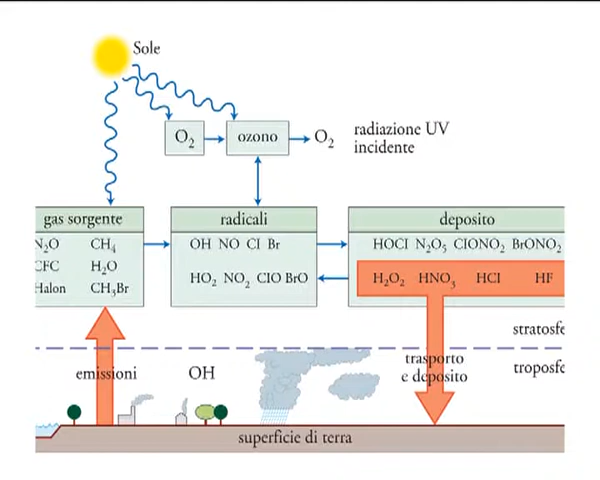 Sole
O₂
ozono
O₂
radiazione UV
incidente
gas sorgente
radicali
deposito
N₂O CH₄
CFC H₂O
Halon CH₃Br
OH NO Cl Br
HO₂ NO₂ ClO BrO
HOCl N₂O₅ ClONO₂ BrONO₂
H₂O₂ HNO₃ HCl HF
stratosfe
emissioni
OH
trasporto
e deposito
troposfe
superficie di terra